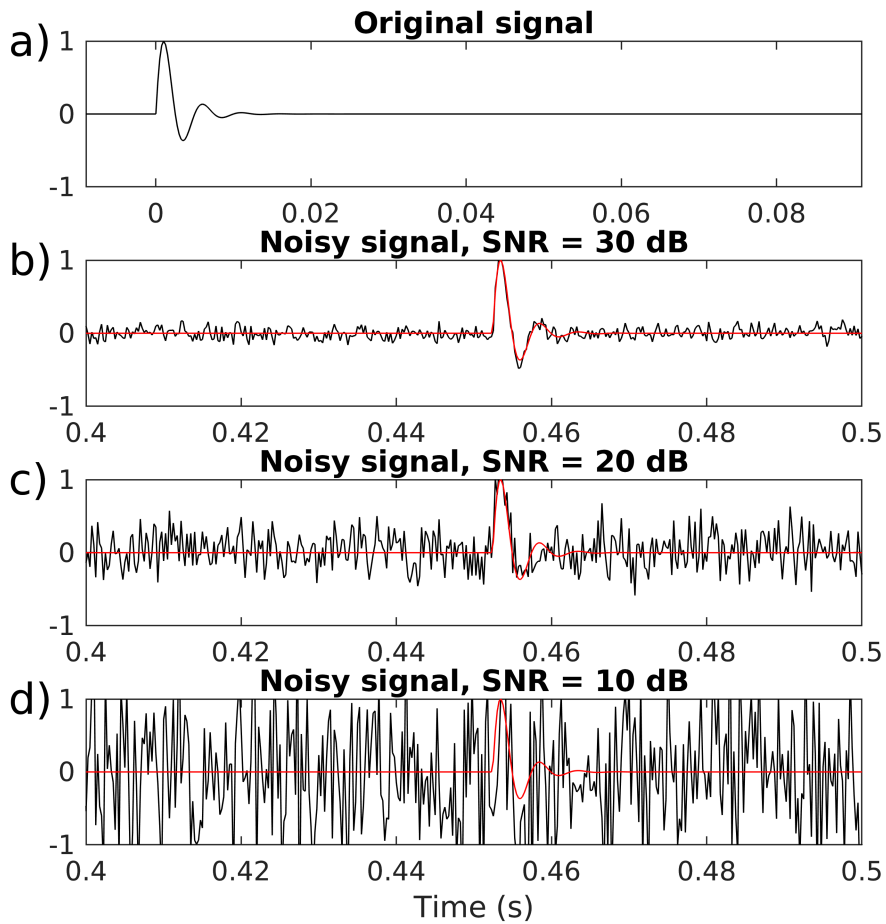 Original signal
a)
1
0
-1
0 0.02 0.04 0.06 0.08
Noisy signal, SNR = 30 dB
b)
1
0
-1
0.4 0.42 0.44 0.46 0.48 0.5
Noisy signal, SNR = 20 dB
c)
1
0
-1
0.4 0.42 0.44 0.46 0.48 0.5
Noisy signal, SNR = 10 dB
d)
1
0
-1
0.4 0.42 0.44 0.46 0.48 0.5
Time (s)